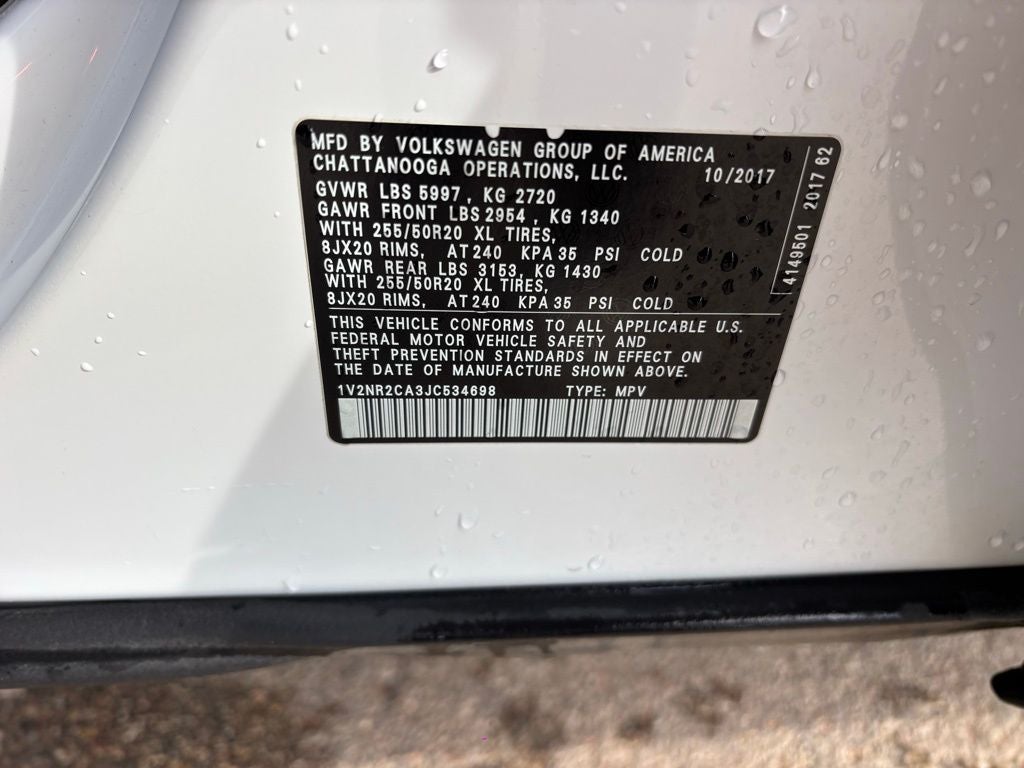 MFD BY VOLKSWAGEN GROUP OF AMERICA
CHATTANOOGA OPERATIONS, LLC. 10/2017
GVWR LBS 5997, KG 2720
GAWR FRONT LBS 2954, KG 1340
WITH 255/50R20 XL TIRES,
8JX20 RIMS, AT 240 KPA 35 PSI COLD
GAWR REAR LBS 3153, KG 1430
WITH 255/50R20 XL TIRES,
8JX20 RIMS, AT 240 KPA 35 PSI COLD
THIS VEHICLE CONFORMS TO ALL APPLICABLE U.S.
FEDERAL MOTOR VEHICLE SAFETY AND
THEFT PREVENTION STANDARDS IN EFFECT ON
THE DATE OF MANUFACTURE SHOWN ABOVE.
1V2NR2CA3JC534698 TYPE: MPV
4149501 2017 62